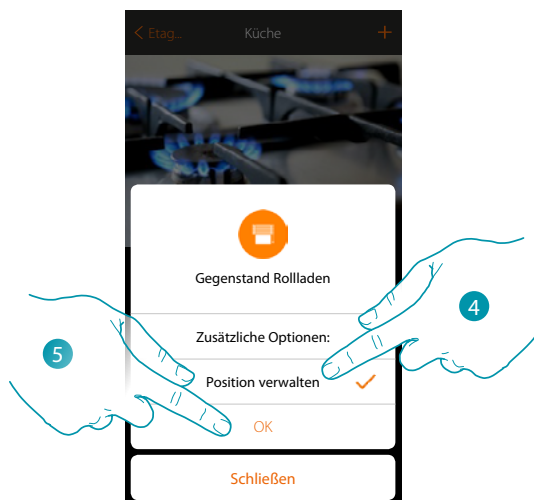 Etag... Küche +
Gegenstand Rollladen
Zusätzliche Optionen:
4
Position verwalten
5
OK
Schließen